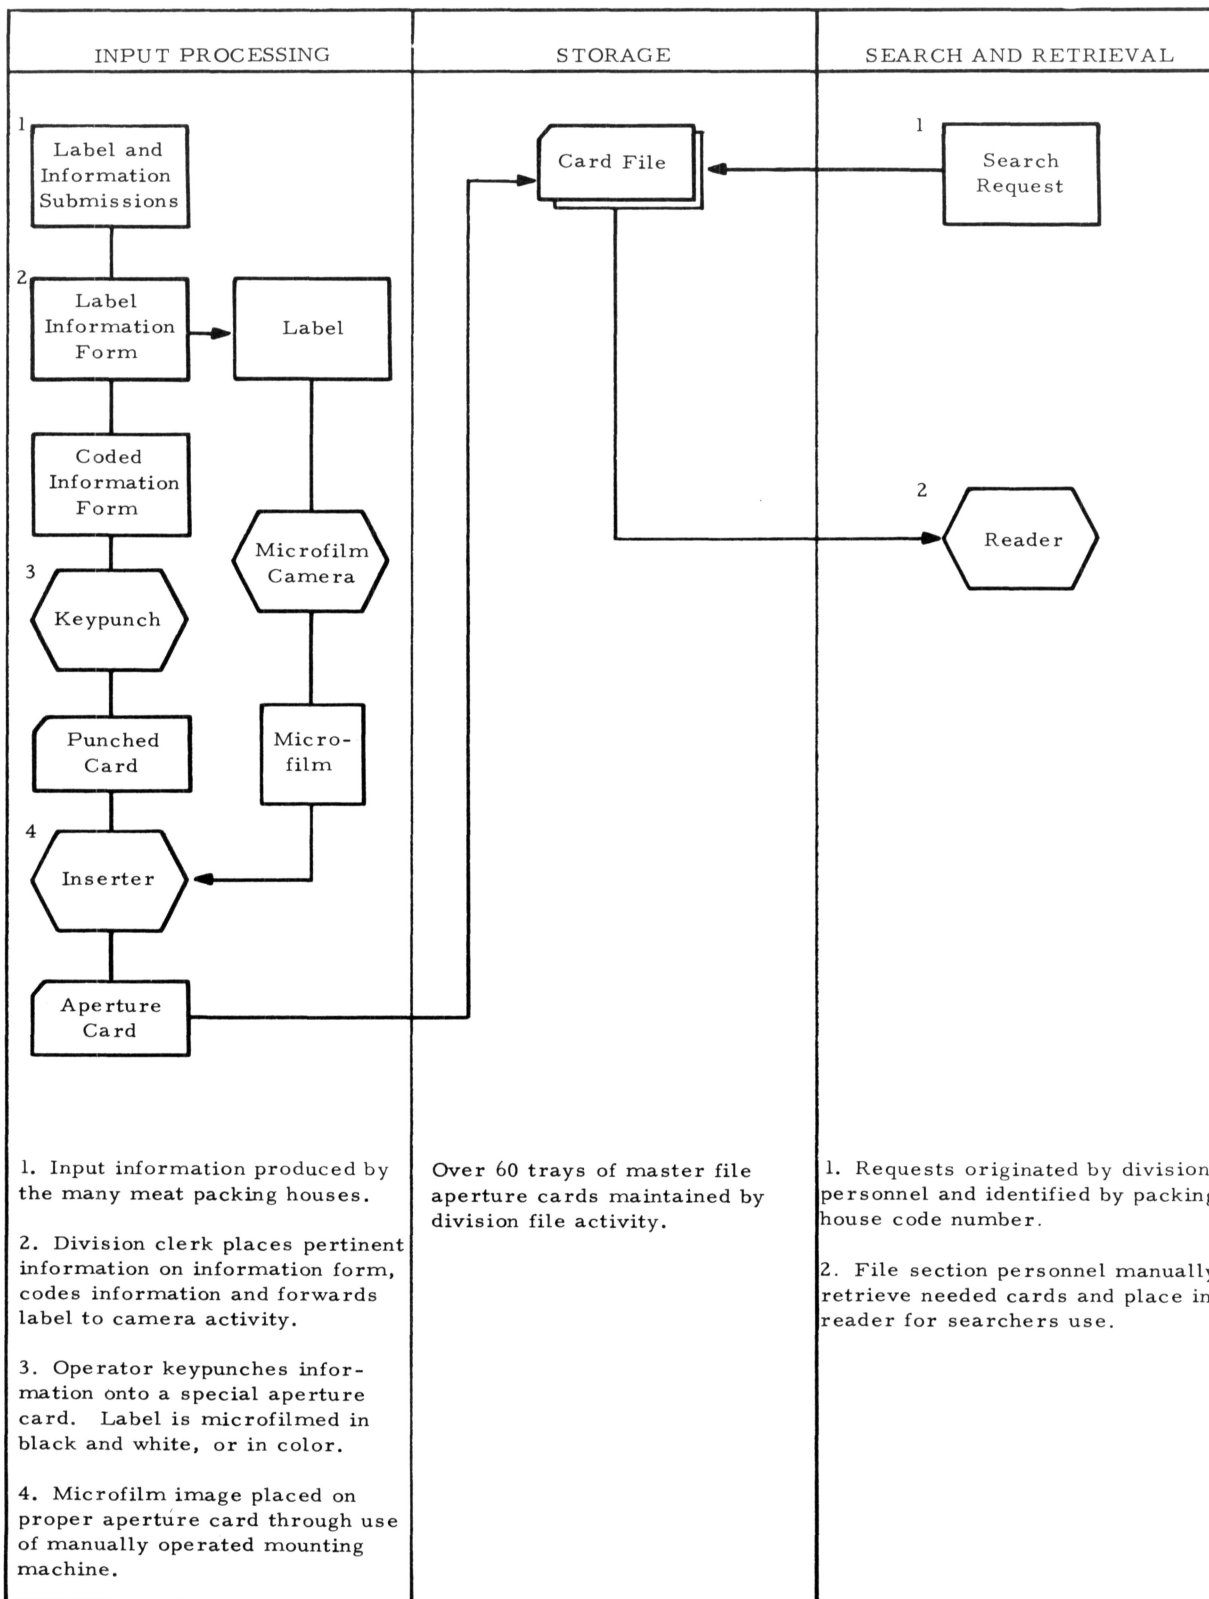 INPUT PROCESSING
STORAGE
SEARCH AND RETRIEVAL
1
Label and
Information
Submissions
2
Label
Information
Form
Label
Coded
Information
Form
Microfilm
Camera
3
Keypunch
Punched
Card
Micro-
film
4
Inserter
Aperture
Card
Card File
1
Search
Request
2
Reader
1. Input information produced by
the many meat packing houses.
2. Division clerk places pertinent
information on information form,
codes information and forwards
label to camera activity.
3. Operator keypunches infor-
mation onto a special aperture
card. Label is microfilmed in
black and white, or in color.
4. Microfilm image placed on
proper aperture card through use
of manually operated mounting
machine.
Over 60 trays of master file
aperture cards maintained by
division file activity.
1. Requests originated by division
personnel and identified by packing
house code number.
2. File section personnel manually
retrieve needed cards and place in
reader for searchers use.